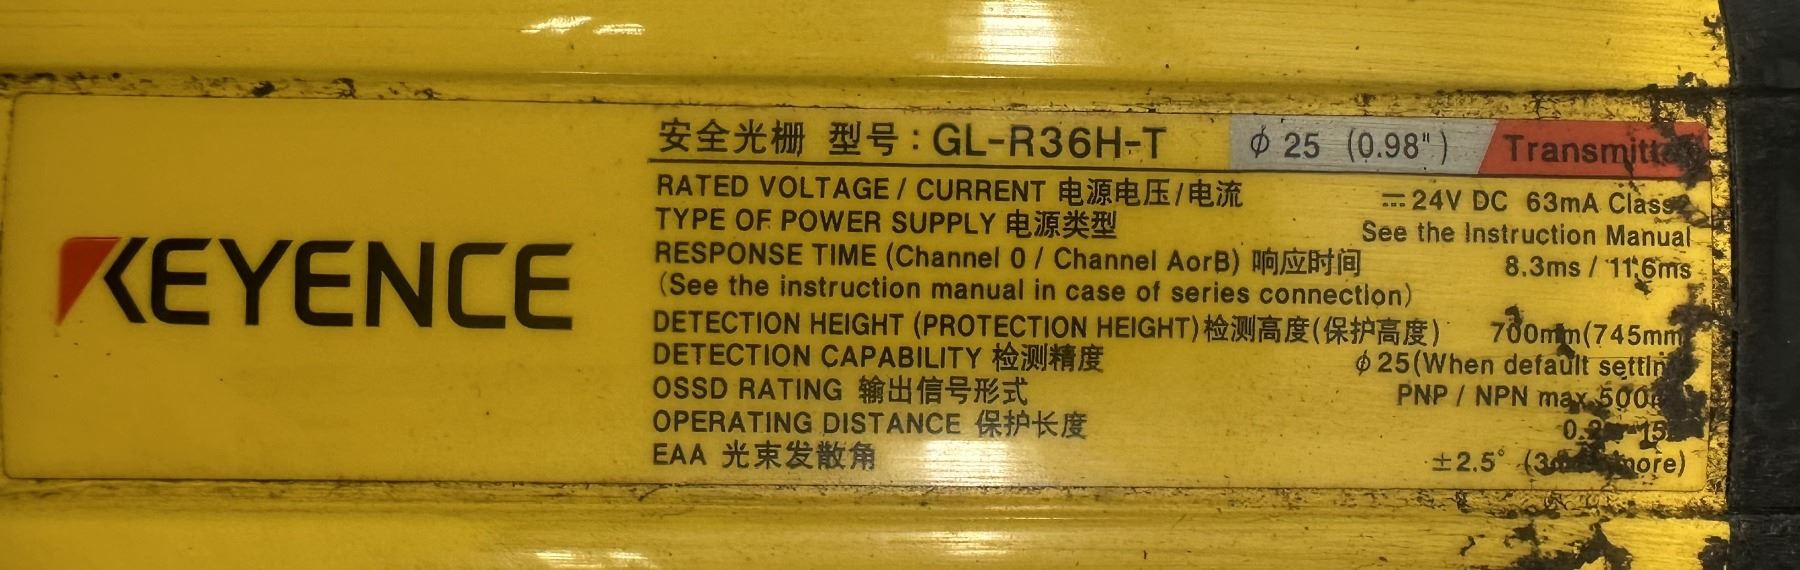 KEYENCE
安全光栅 型号：GL-R36H-T ϕ 25 (0.98")
RATED VOLTAGE / CURRENT 电源电压/电流 ⎓ 24V DC 63mA Class
TYPE OF POWER SUPPLY 电源类型 See the Instruction Manual
RESPONSE TIME (Channel 0 / Channel AorB) 响应时间 8.3ms / 11.6ms
(See the instruction manual in case of series connection)
DETECTION HEIGHT (PROTECTION HEIGHT) 检测高度(保护高度) 700mm(745mm
DETECTION CAPABILITY 检测精度 ϕ 25(When default
OSSD RATING 输出信号形式 PNP / NPN max
OPERATING DISTANCE 保护长度
EAA 光束发散角 ±2.5°